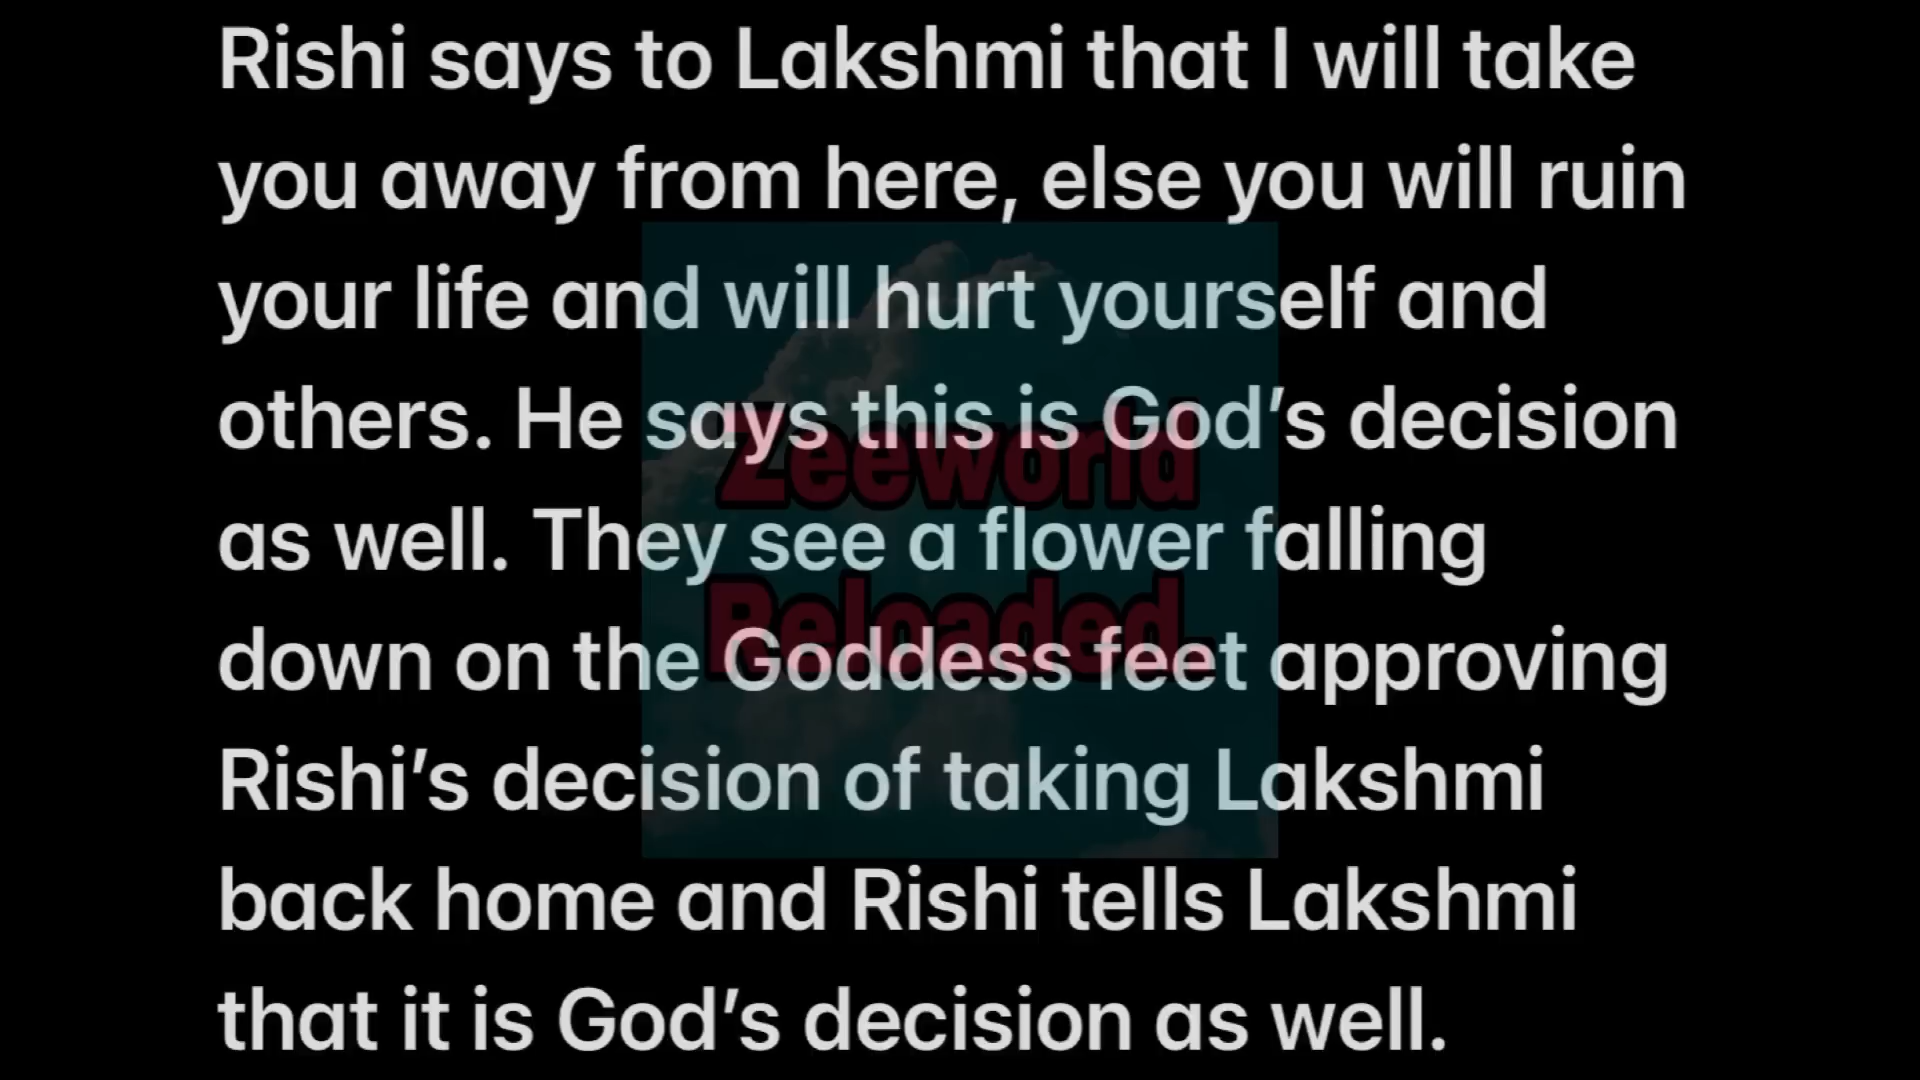 Rishi says to Lakshmi that I will take
you away from here, else you will ruin
your life and will hurt yourself and
others. He says this is God’s decision
as well. They see a flower falling
down on the Goddess feet approving
Rishi’s decision of taking Lakshmi
back home and Rishi tells Lakshmi
that it is God’s decision as well.
Zeeworld
Reloaded.